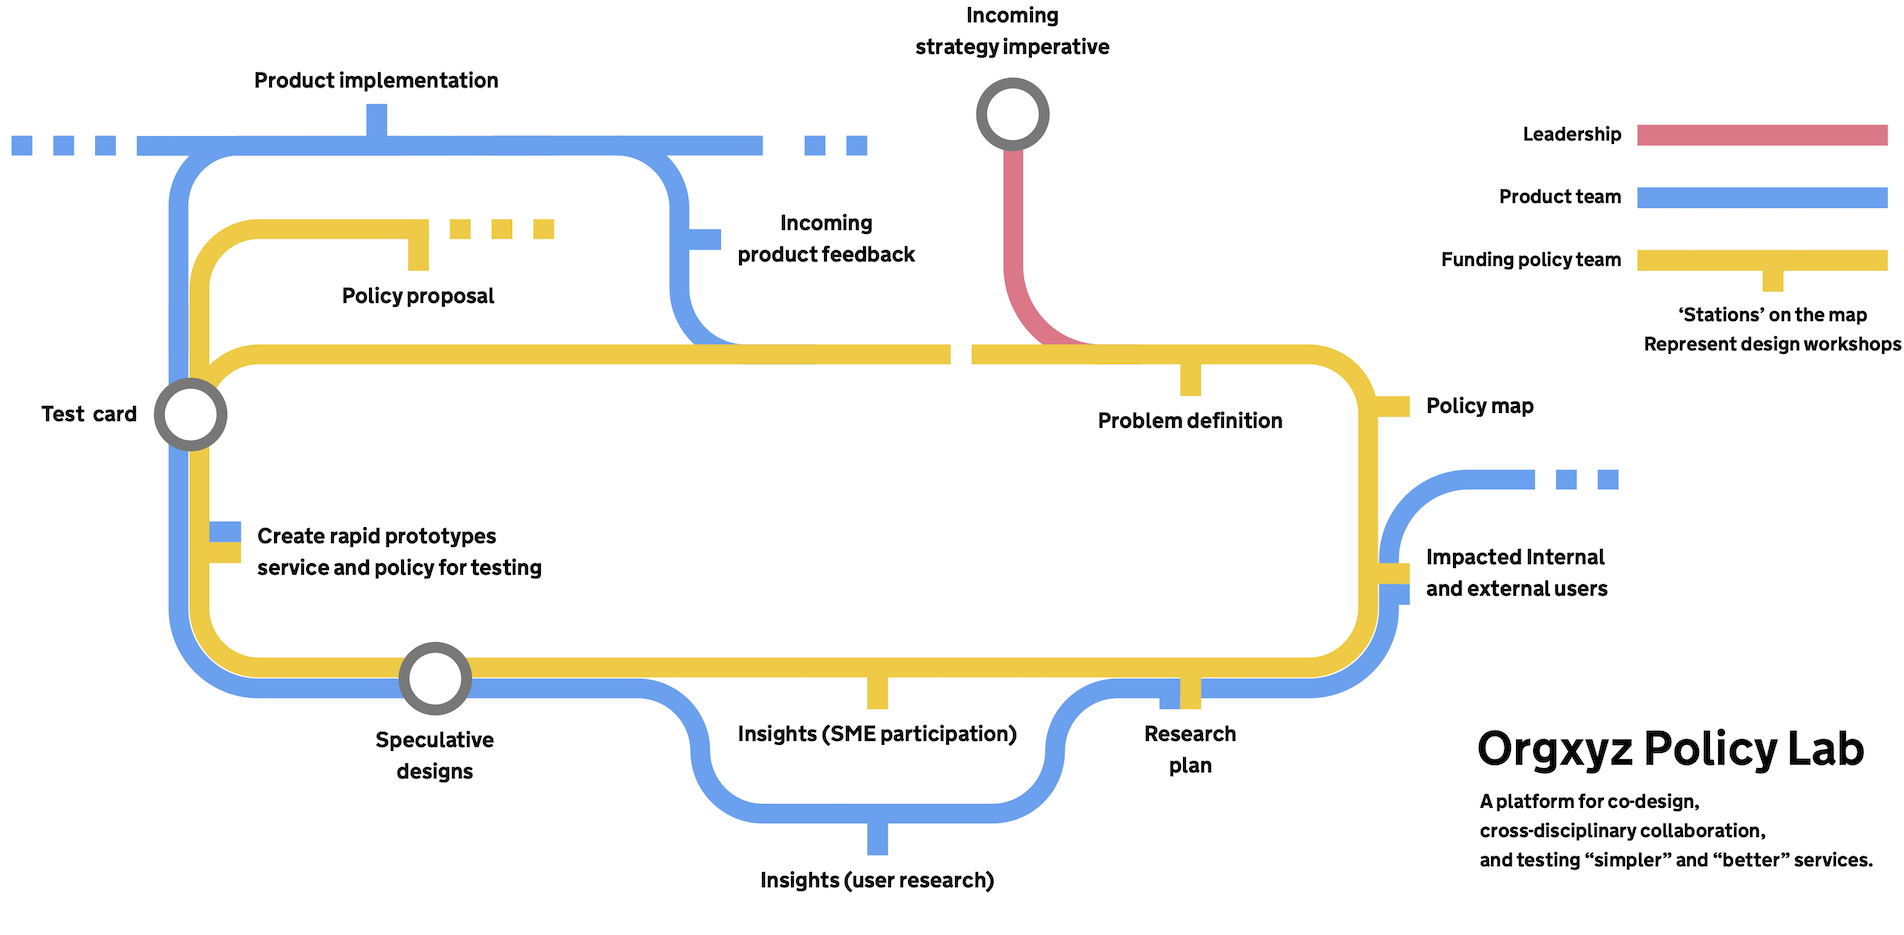 Incoming
strategy imperative
Product implementation
Leadership
Product team
Incoming
product feedback
Funding policy team
Policy proposal
‘Stations’ on the map
Represent design workshops
Test card
Problem definition
Policy map
Create rapid prototypes
service and policy for testing
Impacted Internal
and external users
Speculative
designs
Insights (SME participation)
Research
plan
Insights (user research)
Orgxyz Policy Lab
A platform for co-design,
cross-disciplinary collaboration,
and testing “simpler” and “better” services.